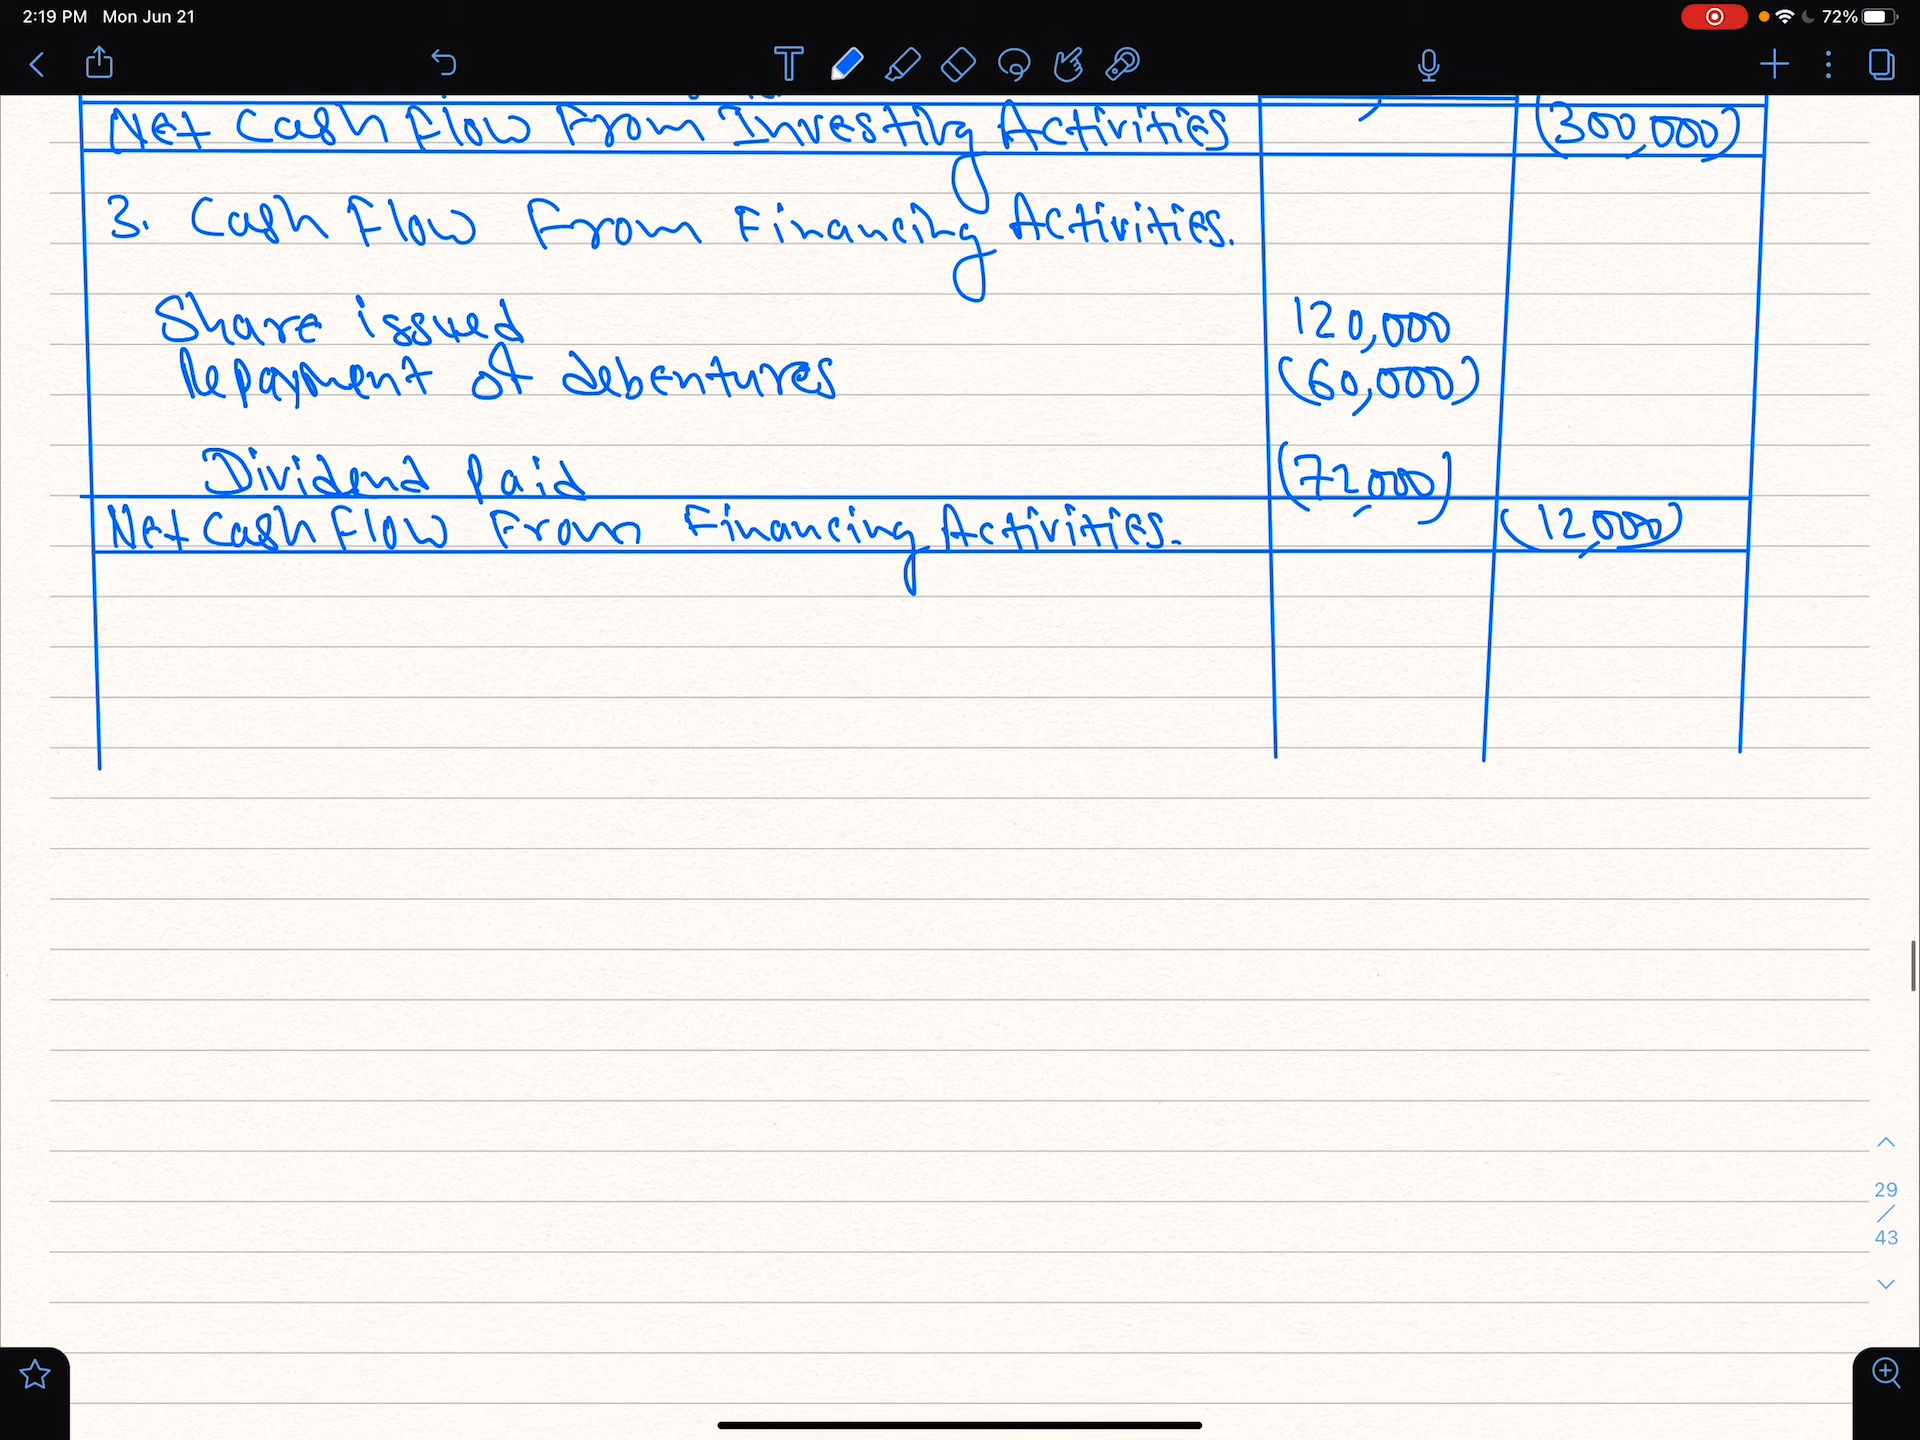 2:19 PM Mon Jun 21 72%
T
Net Cash Flow From Investing Activities (300,000)
3. Cash Flow From Financing Activities.
Share issued 120,000
Repayment of debentures (60,000)
Dividend Paid (72,000)
Net Cash Flow From Financing Activities. (12,000)
29
/
43